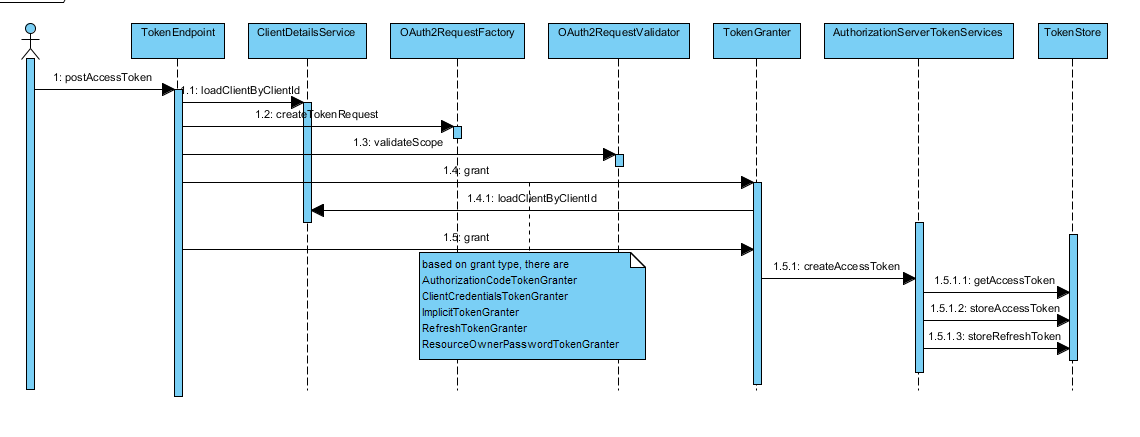 TokenEndpoint
ClientDetailsService
OAuth2RequestFactory
OAuth2RequestValidator
TokenGranter
AuthorizationServerTokenServices
TokenStore
1: postAccessToken
1.1: loadClientByClientId
1.2: createTokenRequest
1.3: validateScope
1.4: grant
1.4.1: loadClientByClientId
1.5: grant
based on grant type, there are
AuthorizationCodeTokenGranter
ClientCredentialsTokenGranter
ImplicitTokenGranter
RefreshTokenGranter
ResourceOwnerPasswordTokenGranter
1.5.1: createAccessToken
1.5.1.1: getAccessToken
1.5.1.2: storeAccessToken
1.5.1.3: storeRefreshToken